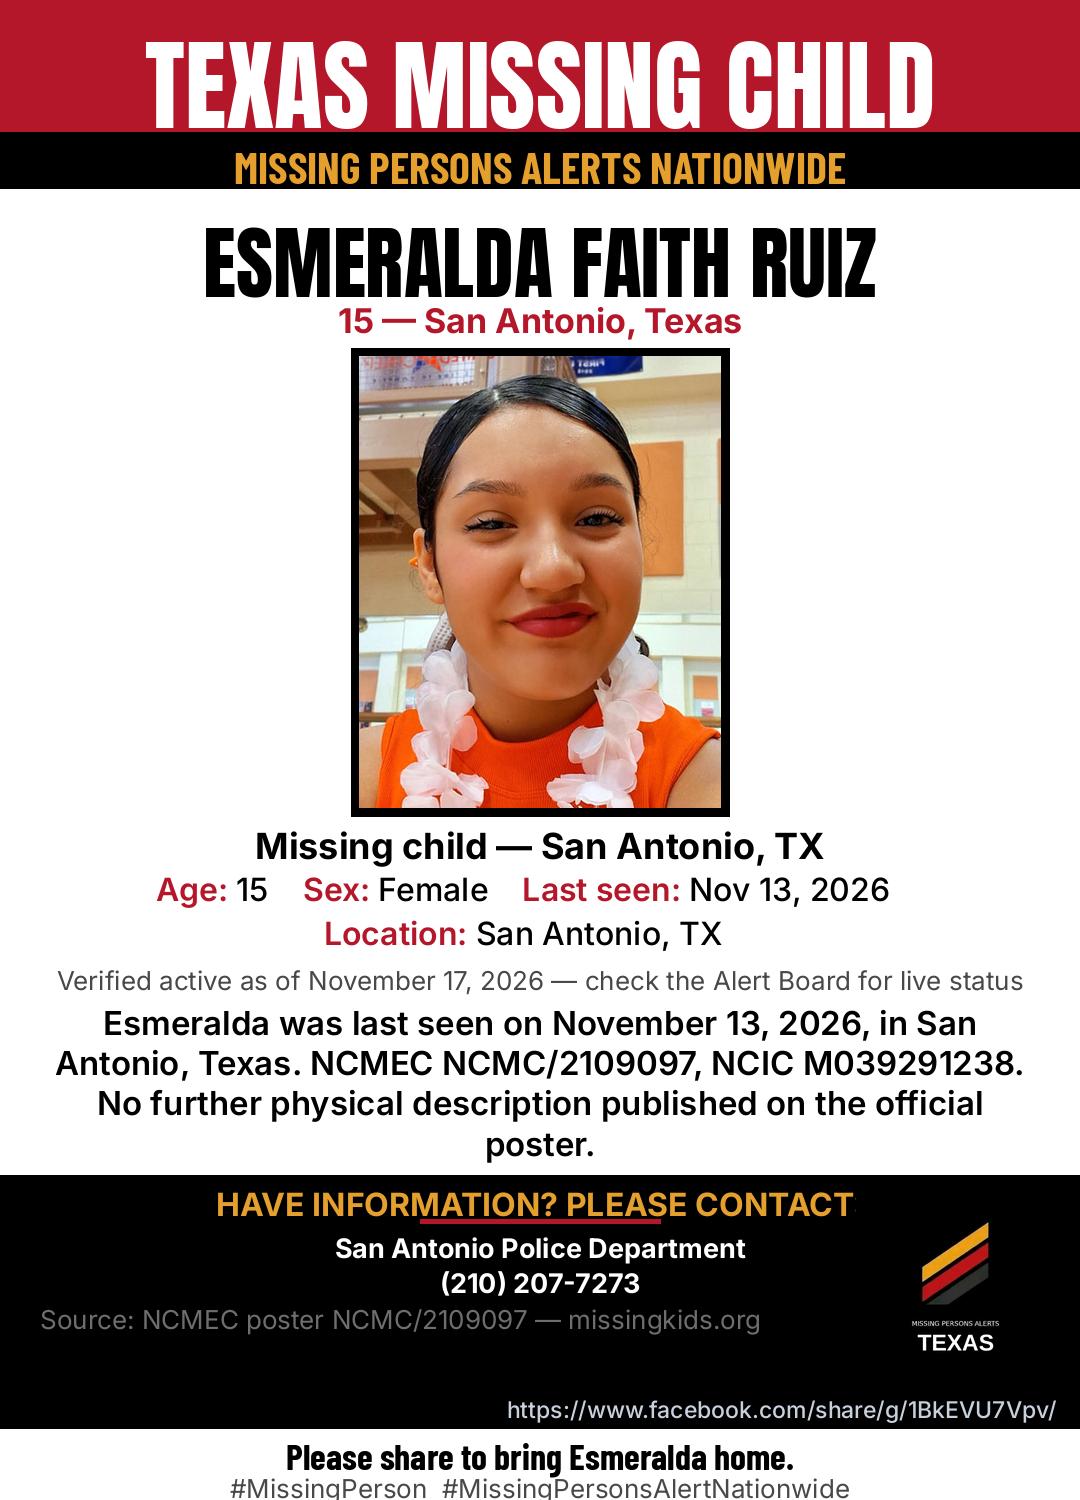 TEXAS MISSING CHILD
MISSING PERSONS ALERTS NATIONWIDE
ESMERALDA FAITH RUIZ
15 — San Antonio, Texas
Missing child — San Antonio, TX
Age: 15 Sex: Female Last seen: Nov 13, 2026
Location: San Antonio, TX
Verified active as of November 17, 2026 — check the Alert Board for live status
Esmeralda was last seen on November 13, 2026, in San
Antonio, Texas. NCMEC NCMC/2109097, NCIC M039291238.
No further physical description published on the official
poster.
HAVE INFORMATION? PLEASE CONTACT:
San Antonio Police Department
(210) 207-7273
Source: NCMEC poster NCMC/2109097 — missingkids.org
MISSING PERSONS ALERTS
TEXAS
https://www.facebook.com/share/g/1BkEVU7Vpv/
Please share to bring Esmeralda home.
#MissingPerson #MissingPersonsAlertNationwide